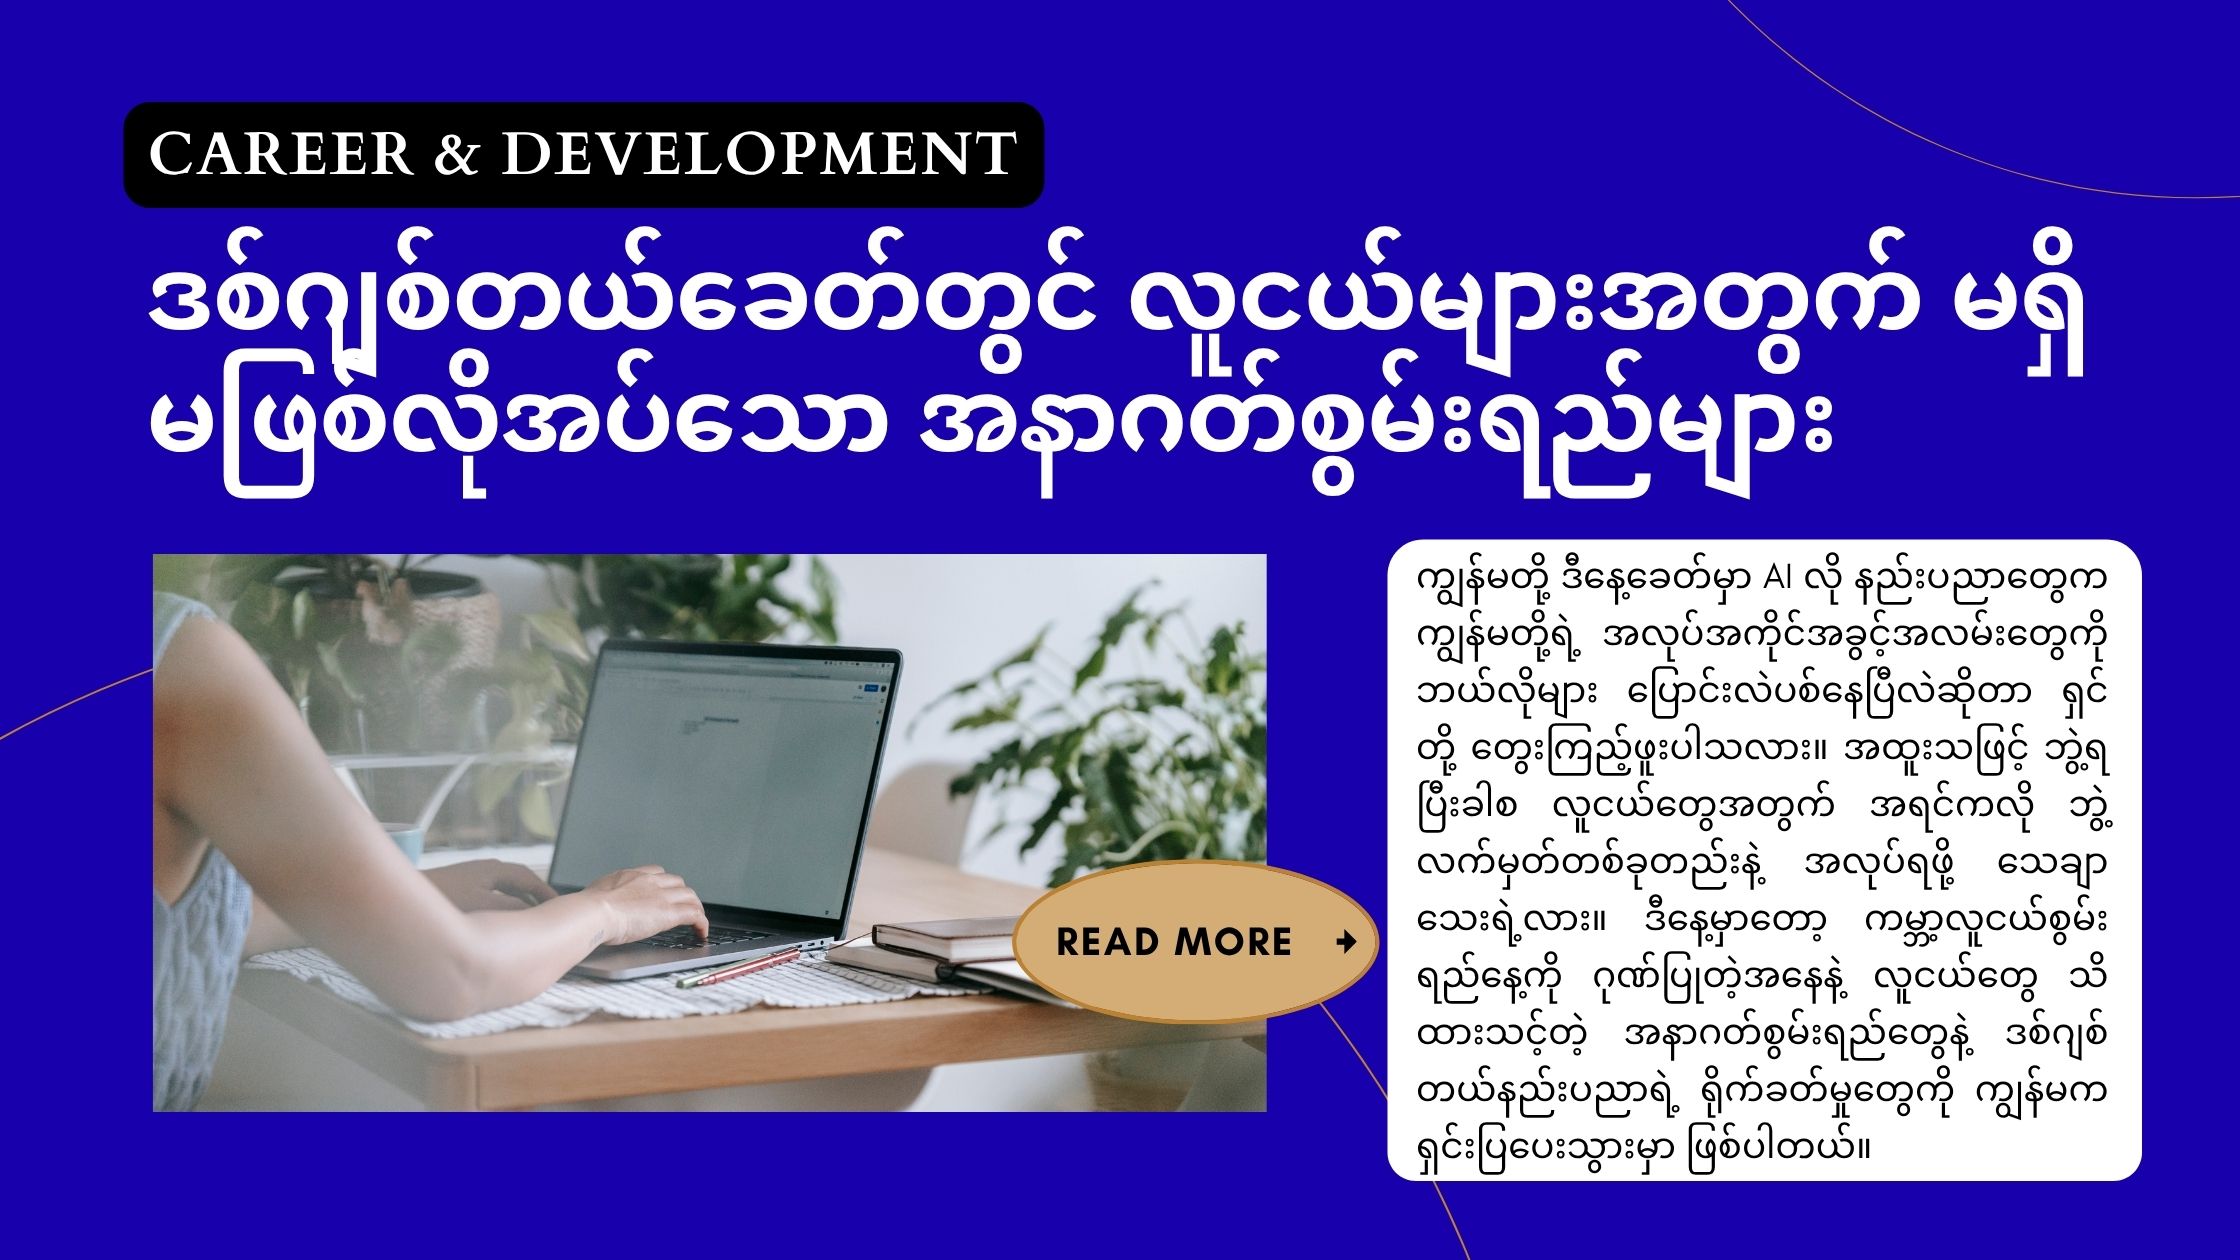 CAREER & DEVELOPMENT
ဒစ်ဂျစ်တယ်ခေတ်တွင် လူငယ်များအတွက် မရှိ
မဖြစ်လိုအပ်သော အနာဂတ်စွမ်းရည်များ
ကျွန်မတို့ ဒီနေ့ခေတ်မှာ AI လို နည်းပညာတွေက
ကျွန်မတို့ရဲ့ အလုပ်အကိုင်အခွင့်အလမ်းတွေကို
ဘယ်လိုများ ပြောင်းလဲပစ်နေပြီလဲဆိုတာ ရှင်
တို့ တွေးကြည့်ဖူးပါသလား။ အထူးသဖြင့် ဘွဲ့ရ
ပြီးခါစ လူငယ်တွေအတွက် အရင်ကလို ဘွဲ့
လက်မှတ်တစ်ခုတည်းနဲ့ အလုပ်ရဖို့ သေချာ
သေးရဲ့လား။ ဒီနေ့မှာတော့ ကမ္ဘာ့လူငယ်စွမ်း
ရည်နေ့ကို ဂုဏ်ပြုတဲ့အနေနဲ့ လူငယ်တွေ သိ
ထားသင့်တဲ့ အနာဂတ်စွမ်းရည်တွေနဲ့ ဒစ်ဂျစ်
တယ်နည်းပညာရဲ့ ရိုက်ခတ်မှုတွေကို ကျွန်မက
ရှင်းပြပေးသွားမှာ ဖြစ်ပါတယ်။
READ MORE